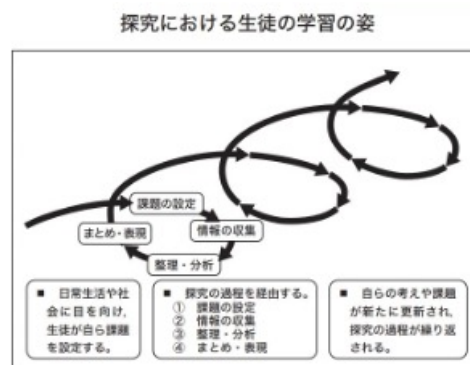 探究における生徒の学習の姿
課題の設定
まとめ・表現
情報の収集
整理・分析
■ 日常生活や社
会に目を向け,
生徒が自ら課題
を設定する。
■ 探究の過程を経由する。
① 課題の設定
② 情報の収集
③ 整理・分析
④ まとめ・表現
■ 自らの考えや課題
が新たに更新され,
探究の過程が繰り返
される。